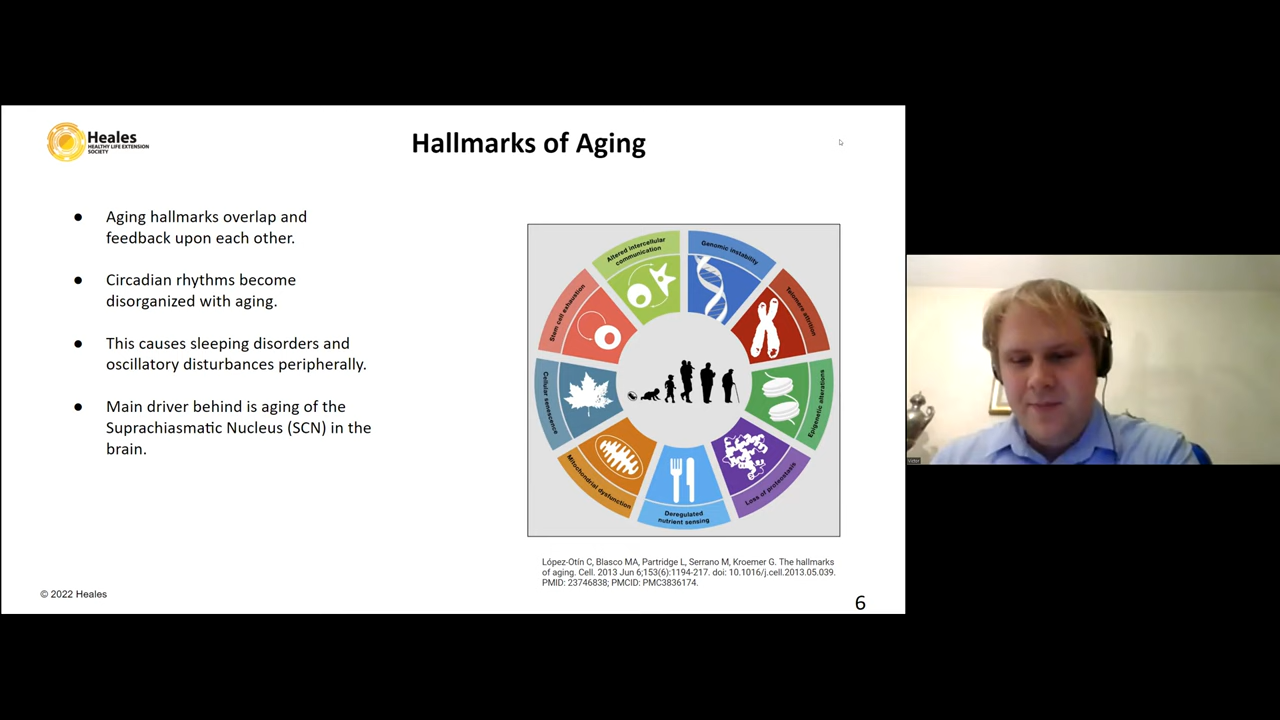 Heales
HEALTHY LIFE EXTENSION
SOCIETY
Hallmarks of Aging
● Aging hallmarks overlap and
feedback upon each other.
● Circadian rhythms become
disorganized with aging.
● This causes sleeping disorders and
oscillatory disturbances peripherally.
● Main driver behind is aging of the
Suprachiasmatic Nucleus (SCN) in the
brain.
Altered intercellular
communication
Genomic instability
Telomere attrition
Epigenetic alterations
Loss of proteostasis
Deregulated
nutrient sensing
Mitochondrial dysfunction
Cellular senescence
Stem cell exhaustion
López-Otín C, Blasco MA, Partridge L, Serrano M, Kroemer G. The hallmarks
of aging. Cell. 2013 Jun 6;153(6):1194-217. doi: 10.1016/j.cell.2013.05.039.
PMID: 23746838; PMCID: PMC3836174.
© 2022 Heales
6